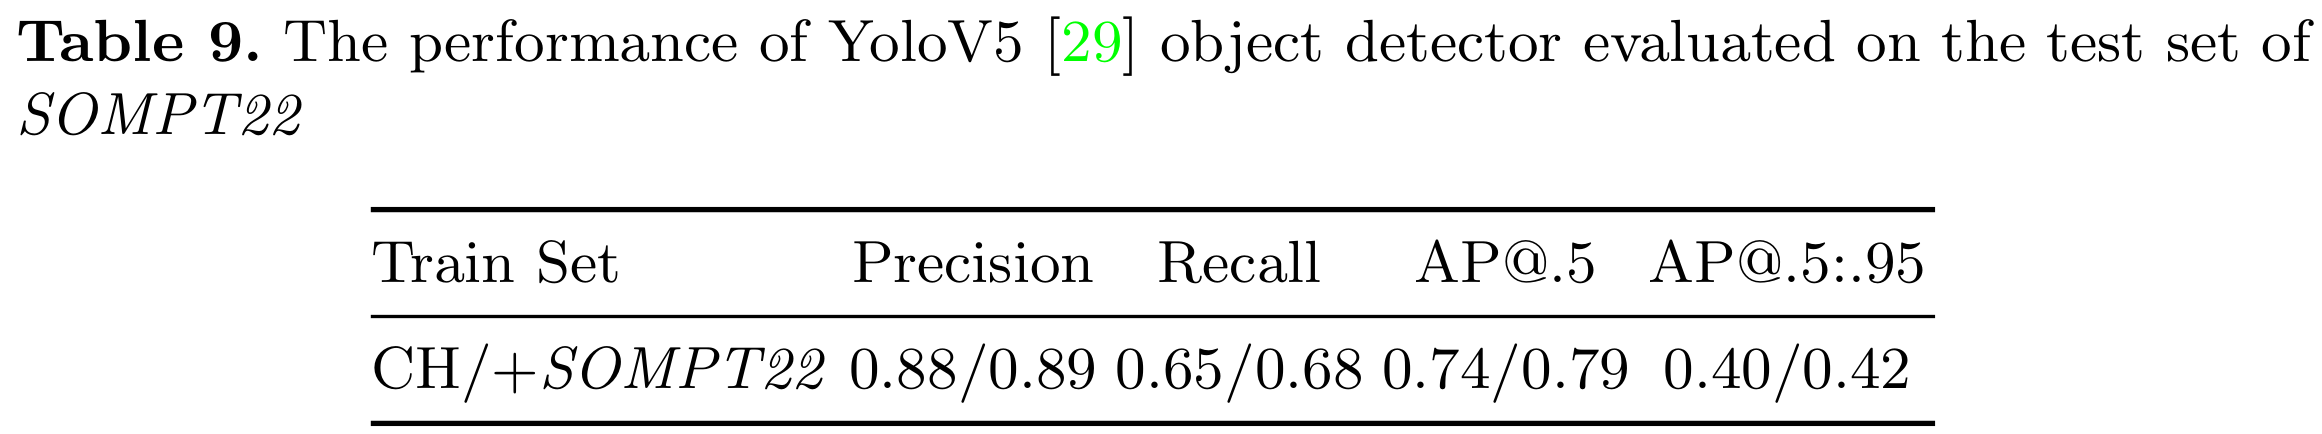 Table 9. The performance of YoloV5 [29] object detector evaluated on the test set of
SOMPT22
Train Set Precision Recall AP@.5 AP@.5:.95
CH/+SOMPT22 0.88/0.89 0.65/0.68 0.74/0.79 0.40/0.42